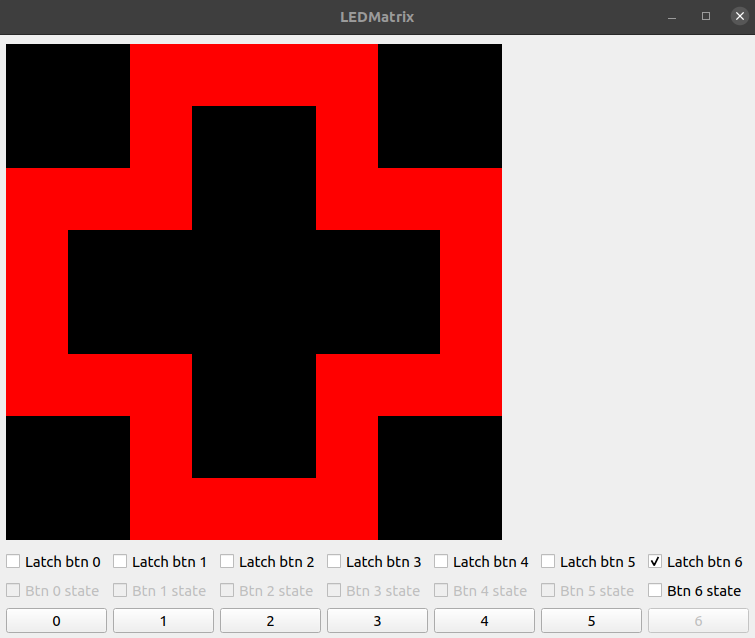 LEDMatrix
Latch btn 0 Latch btn 1 Latch btn 2 Latch btn 3 Latch btn 4 Latch btn 5 Latch btn 6
Btn 0 state Btn 1 state Btn 2 state Btn 3 state Btn 4 state Btn 5 state Btn 6 state
0 1 2 3 4 5 6